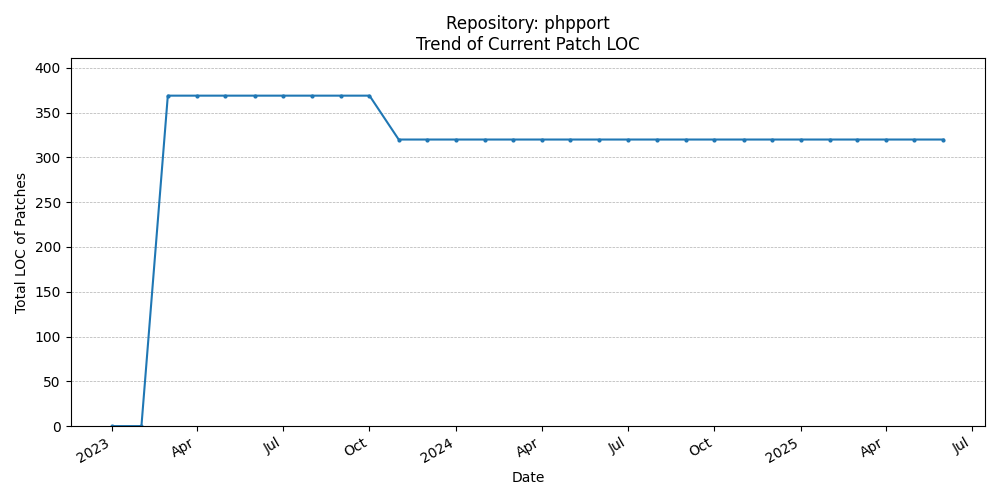 Repository: phpport
Trend of Current Patch LOC
Total LOC of Patches
400
350
300
250
200
150
100
50
0
2023
Apr
Jul
Oct
2024
Apr
Jul
Oct
2025
Apr
Jul
Date